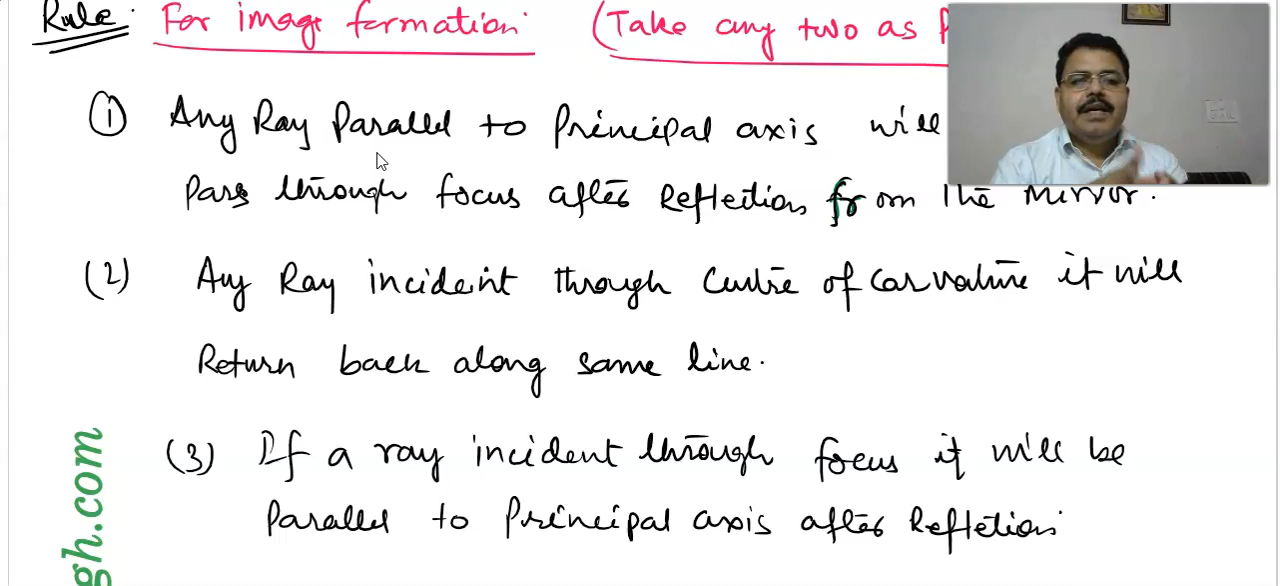 Rule: For image formation (Take any two as
① Any Ray Parallel to Principal axis will
pass through focus after Reflection from the mirror.
(2) Any Ray incident through Centre of Carvature it will
Return back along same line.
(3) If a ray incident through focus it will be
Parallel to Principal axis after Refletion
gh.com